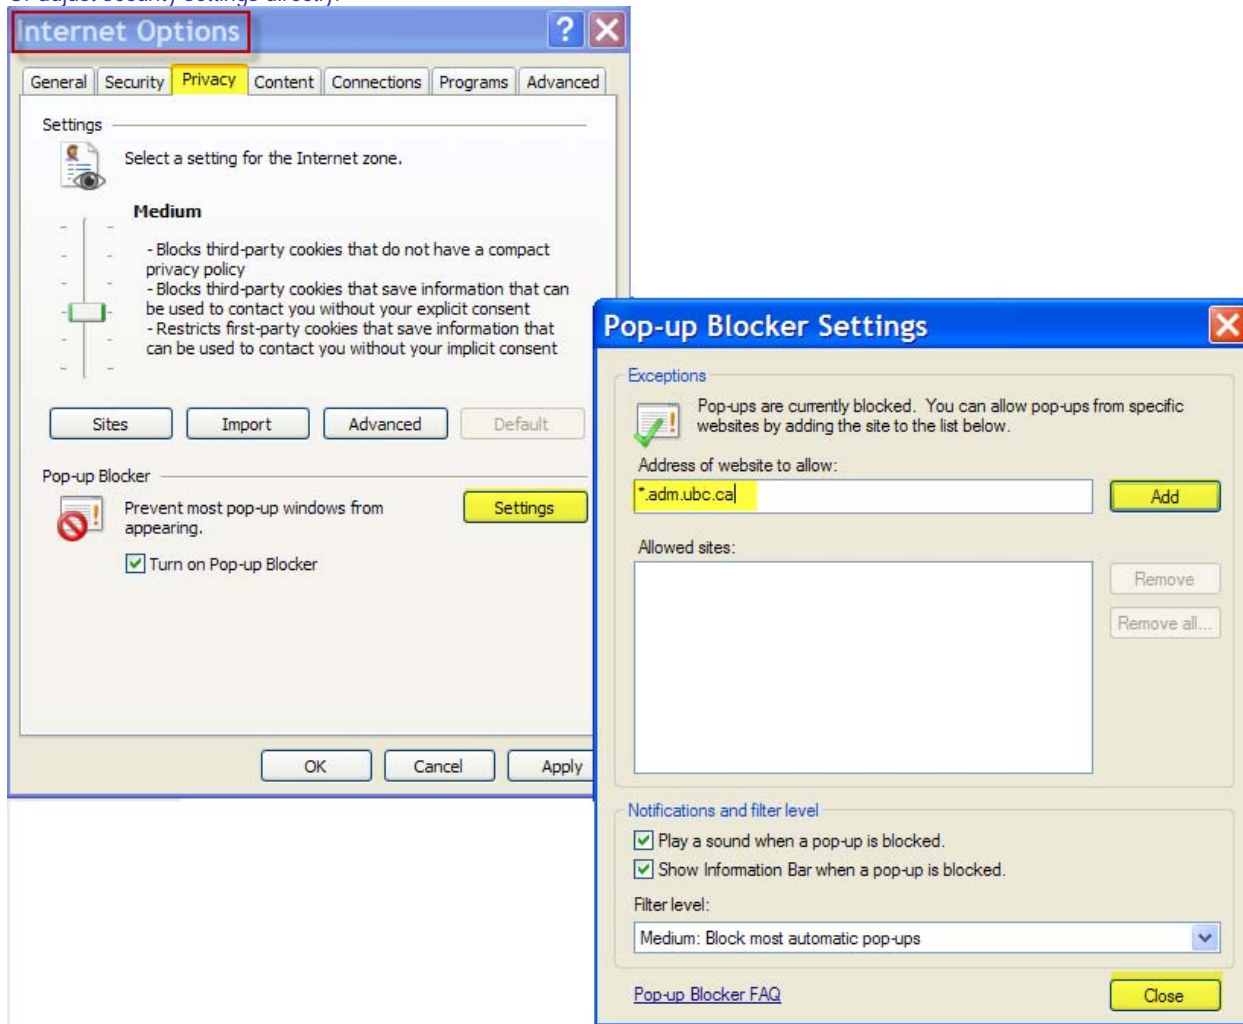 Or adjust security settings directly:
Internet Options
General Security Privacy Content Connections Programs Advanced
Settings
Select a setting for the Internet zone.
Medium
- Blocks third-party cookies that do not have a compact
privacy policy
- Blocks third-party cookies that save information that can
be used to contact you without your explicit consent
- Restricts first-party cookies that save information that
can be used to contact you without your implicit consent
Sites Import Advanced Default
Pop-up Blocker
Prevent most pop-up windows from
appearing.
Settings
Turn on Pop-up Blocker
OK Cancel Apply
Pop-up Blocker Settings
Exceptions
Pop-ups are currently blocked. You can allow pop-ups from specific
websites by adding the site to the list below.
Address of website to allow:
*.adm.ubc.ca
Add
Allowed sites:
Remove
Remove all...
Notifications and filter level
Play a sound when a pop-up is blocked.
Show Information Bar when a pop-up is blocked.
Filter level:
Medium: Block most automatic pop-ups
Pop-up Blocker FAQ
Close